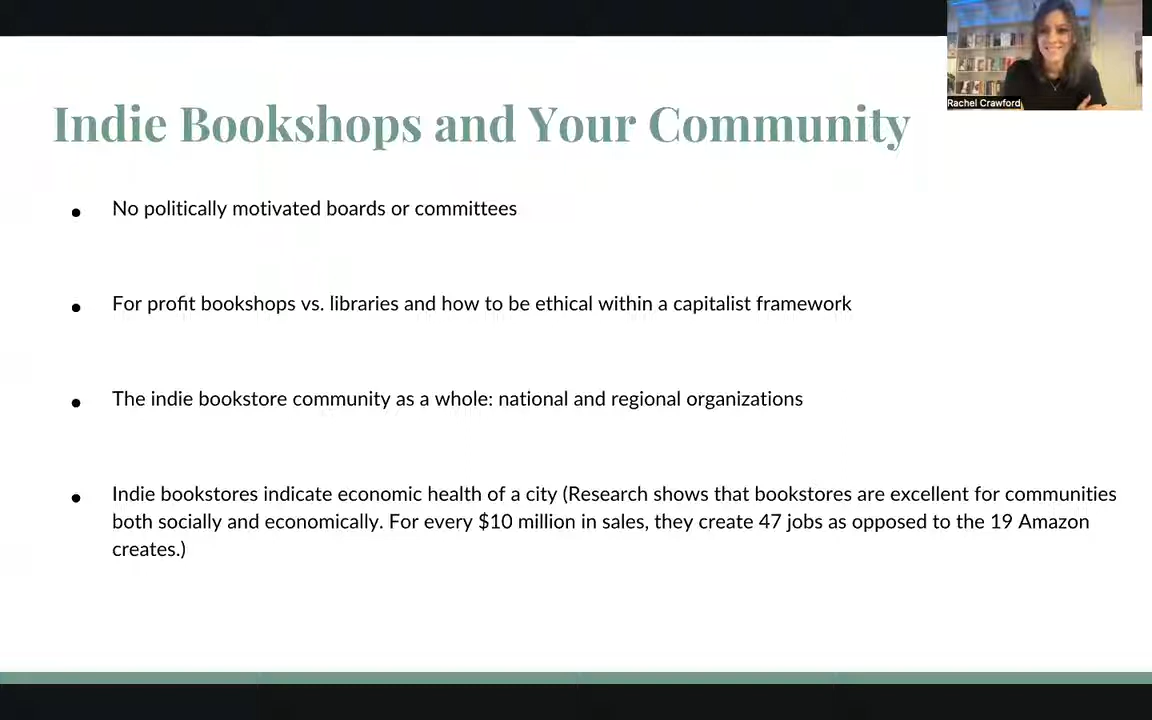 Rachel Crawford
Indie Bookshops and Your Community
• No politically motivated boards or committees
• For profit bookshops vs. libraries and how to be ethical within a capitalist framework
• The indie bookstore community as a whole: national and regional organizations
• Indie bookstores indicate economic health of a city (Research shows that bookstores are excellent for communities
both socially and economically. For every $10 million in sales, they create 47 jobs as opposed to the 19 Amazon
creates.)